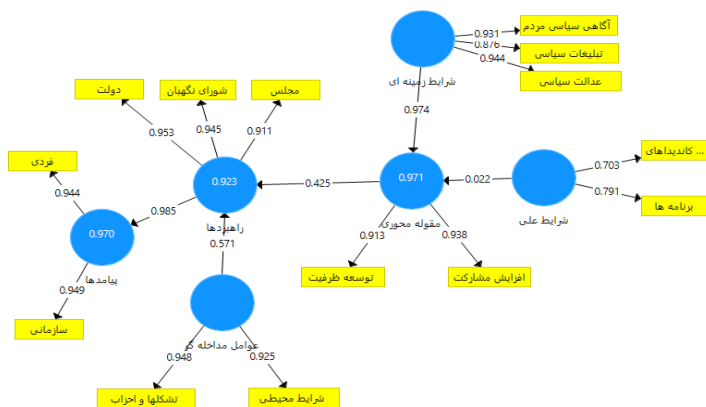 آگاهی سیاسی مردم
0.931
0.876
تبلیغات سیاسی
0.944
عدالت سیاسی
شرایط زمینه ای
0.974
دولت
شورای نگهبان
مجلس
0.953
0.945
0.911
فردی
0.944
0.923
راهبردها
0.425
0.971
مقوله محوری
0.022
شرایط علی
0.703
کاندیداهای ...
0.791
برنامه ها
0.985
0.970
پیامدها
0.949
سازمانی
0.571
0.913
0.938
توسعه ظرفیت
افزایش مشارکت
عوامل مداخله گر
0.948
0.925
تشکلها و احزاب
شرایط محیطی